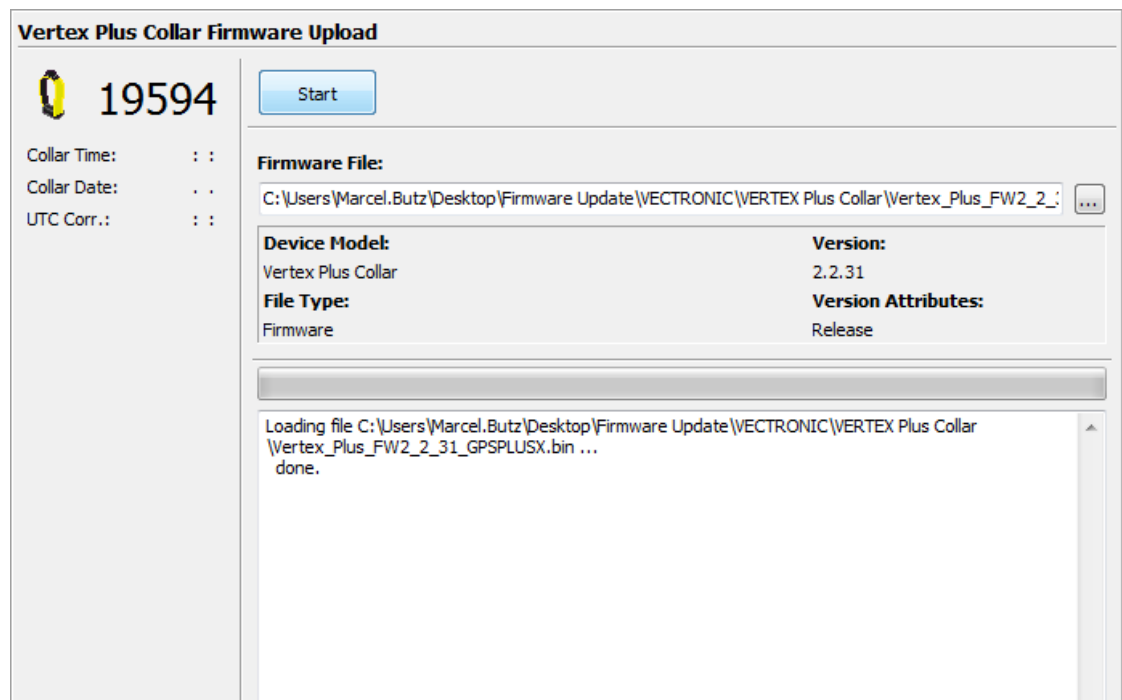 Vertex Plus Collar Firmware Upload
19594
Start
Collar Time: : :
Collar Date: . .
UTC Corr.: : :
Firmware File:
C:\Users\Marcel.Butz\Desktop\Firmware Update\VECTRONIC\VERTEX Plus Collar\Vertex_Plus_FW2_2_
...
Device Model:
Version:
Vertex Plus Collar
2.2.31
File Type:
Version Attributes:
Firmware
Release
Loading file C:\Users\Marcel.Butz\Desktop\Firmware Update\VECTRONIC\VERTEX Plus Collar
\Vertex_Plus_FW2_2_31_GPSPLUSX.bin ...
done.